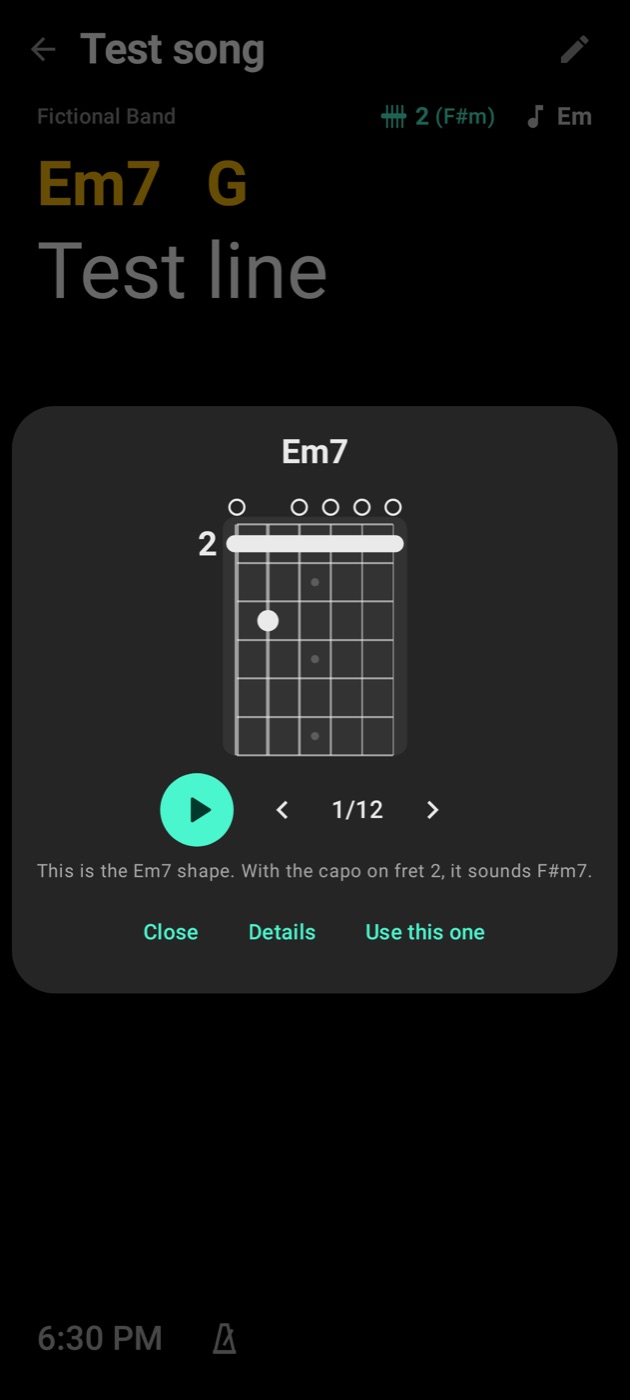 Test song
Fictional Band 2 (F#m) Em
Em7 G
Test line
Em7
2
1/12
This is the Em7 shape. With the capo on fret 2, it sounds F#m7.
Close Details Use this one
6:30 PM